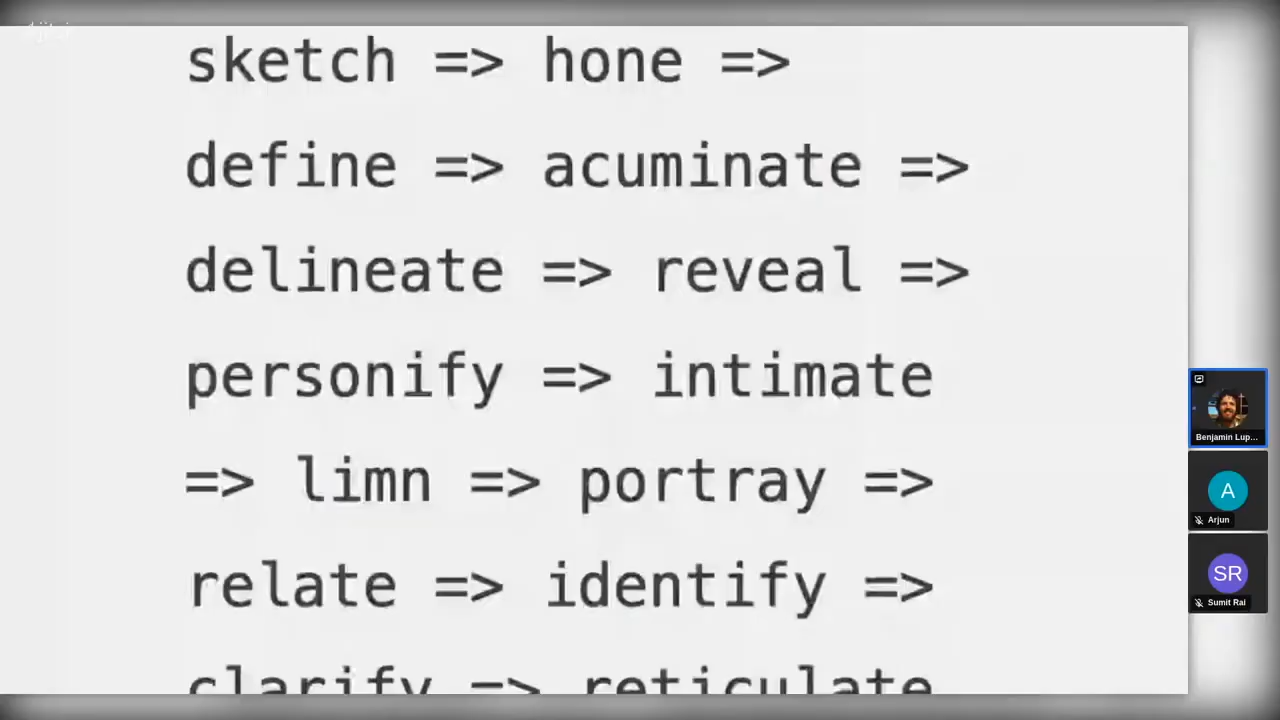 sketch => hone =>
define => acuminate =>
delineate => reveal =>
personify => intimate
=> limn => portray =>
relate => identify =>
clarify => reticulate
Benjamin Lup...
A
Arjun
SR
Sumit Rai